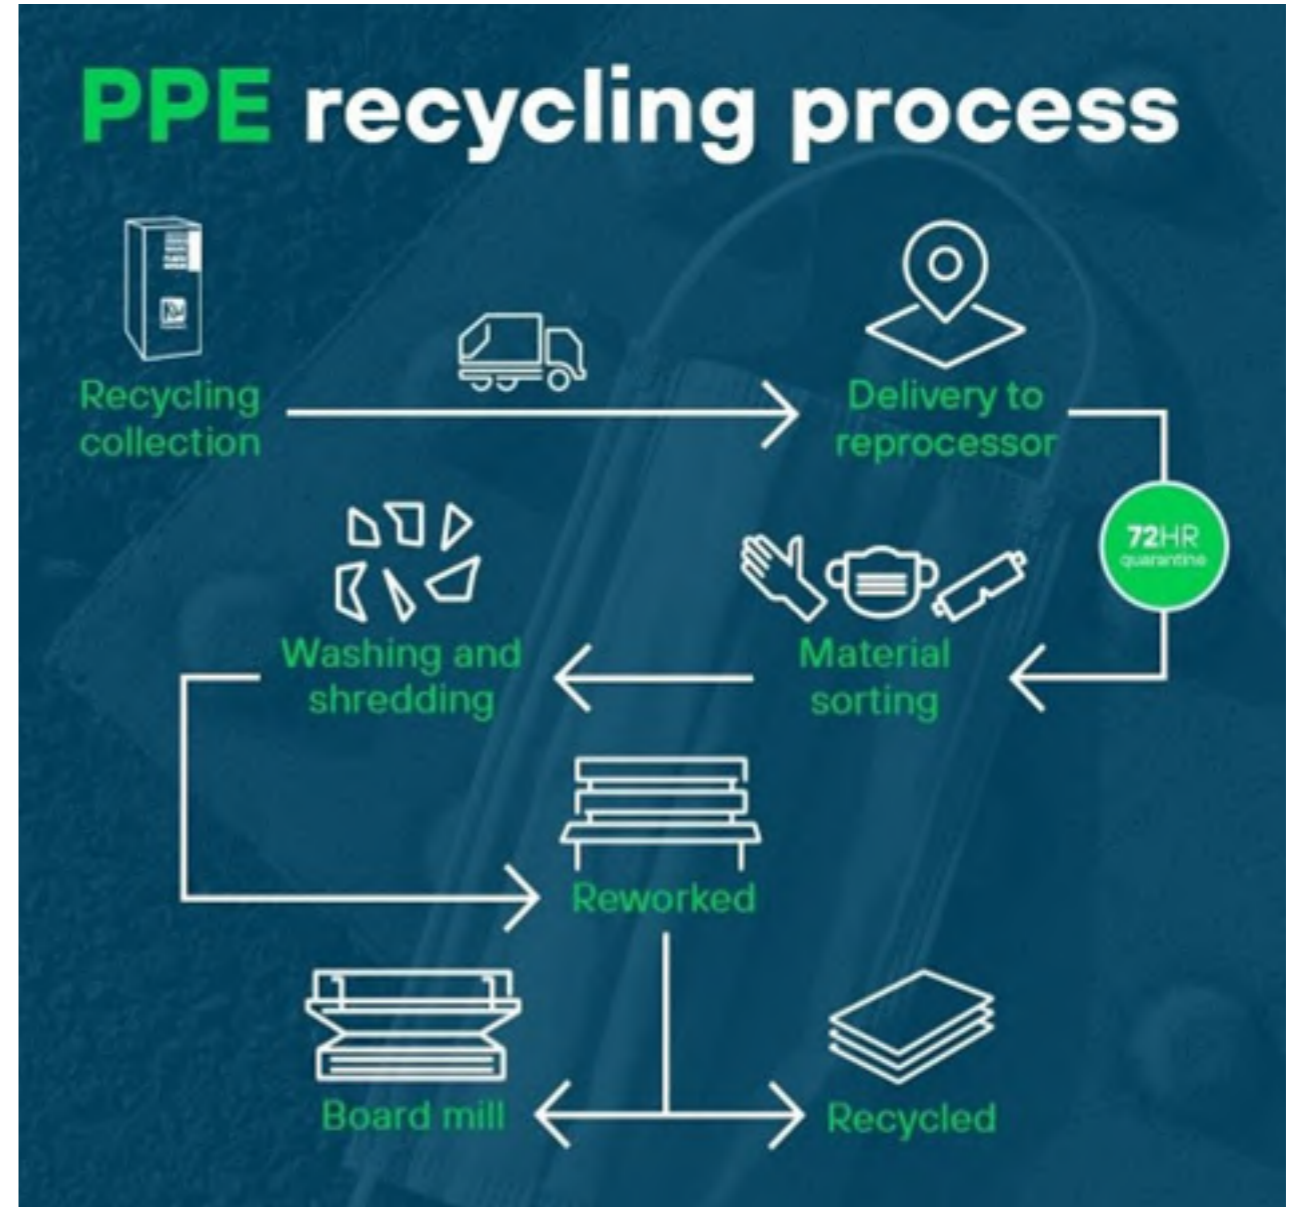 PPE recycling process
Recycling
collection
Delivery to
reprocessor
72HR
quarantine
Material
sorting
Washing and
shredding
Reworked
Board mill
Recycled